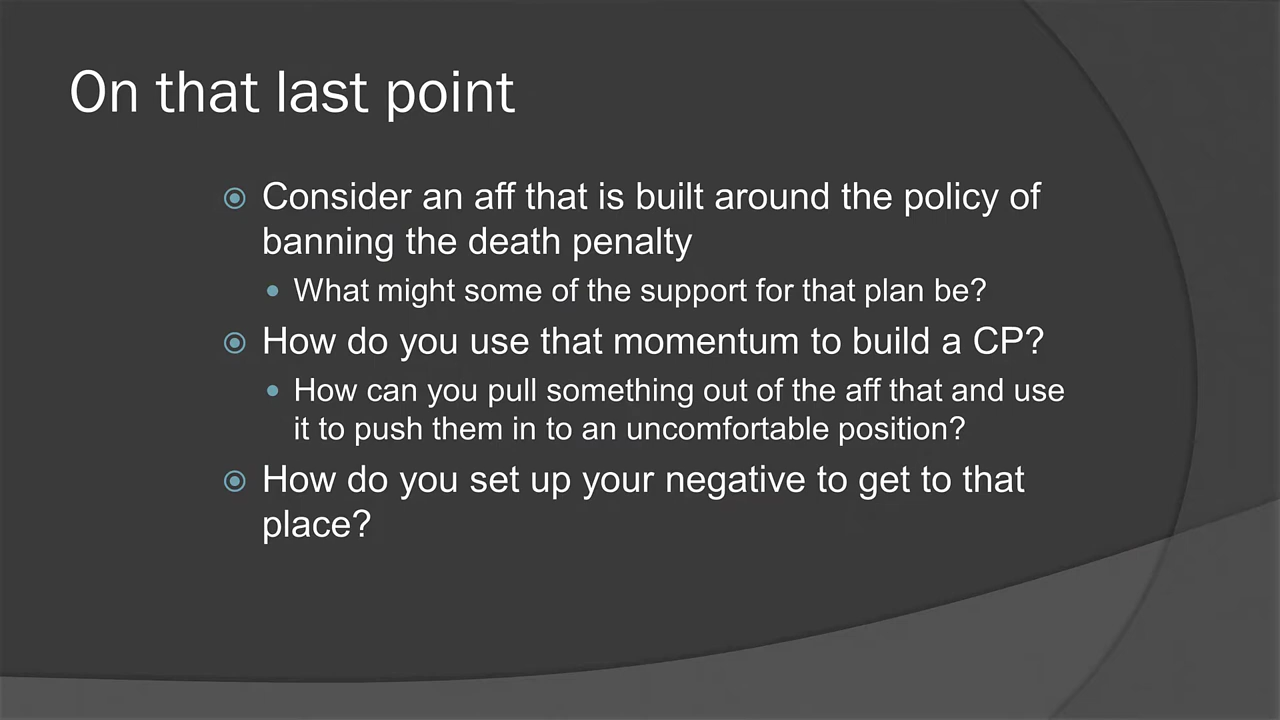 On that last point
Consider an aff that is built around the policy of
banning the death penalty
What might some of the support for that plan be?
How do you use that momentum to build a CP?
How can you pull something out of the aff that and use
it to push them in to an uncomfortable position?
How do you set up your negative to get to that
place?